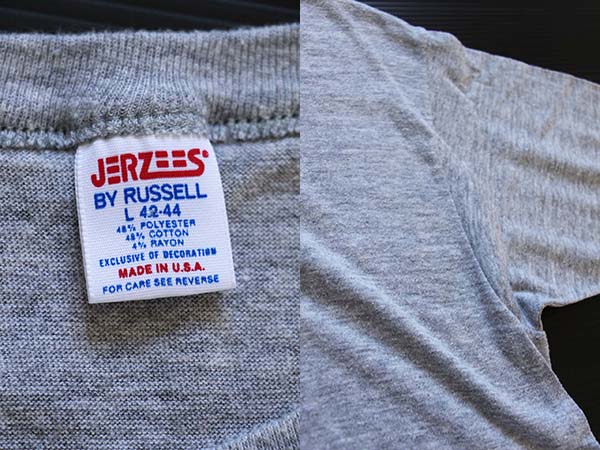 JERZEES®
BY RUSSELL
L 42-44
48% POLYESTER
48% COTTON
4% RAYON
EXCLUSIVE OF DECORATION
MADE IN U.S.A.
FOR CARE SEE REVERSE